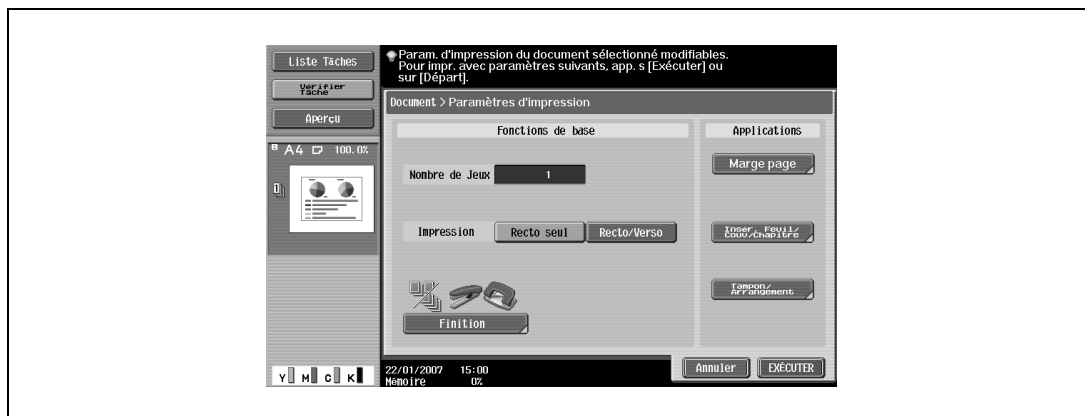 Liste Tâches
Vérifier
Tâche
Aperçu
A4 100.0%
1
Param. d'impression du document sélectionné modifiables.
Pour impr. avec paramètres suivants, app. s [Exécuter] ou
sur [Départ].
Document > Paramètres d'impression
Fonctions de base
Nombre de Jeux 1
Impression Recto seul Recto/Verso
Finition
Applications
Marge page
Inser. Feuil/
Couv/Chapitre
Tampon/
Arrangement
Y M C K
22/01/2007 15:00
Mémoire 0%
Annuler EXÉCUTER